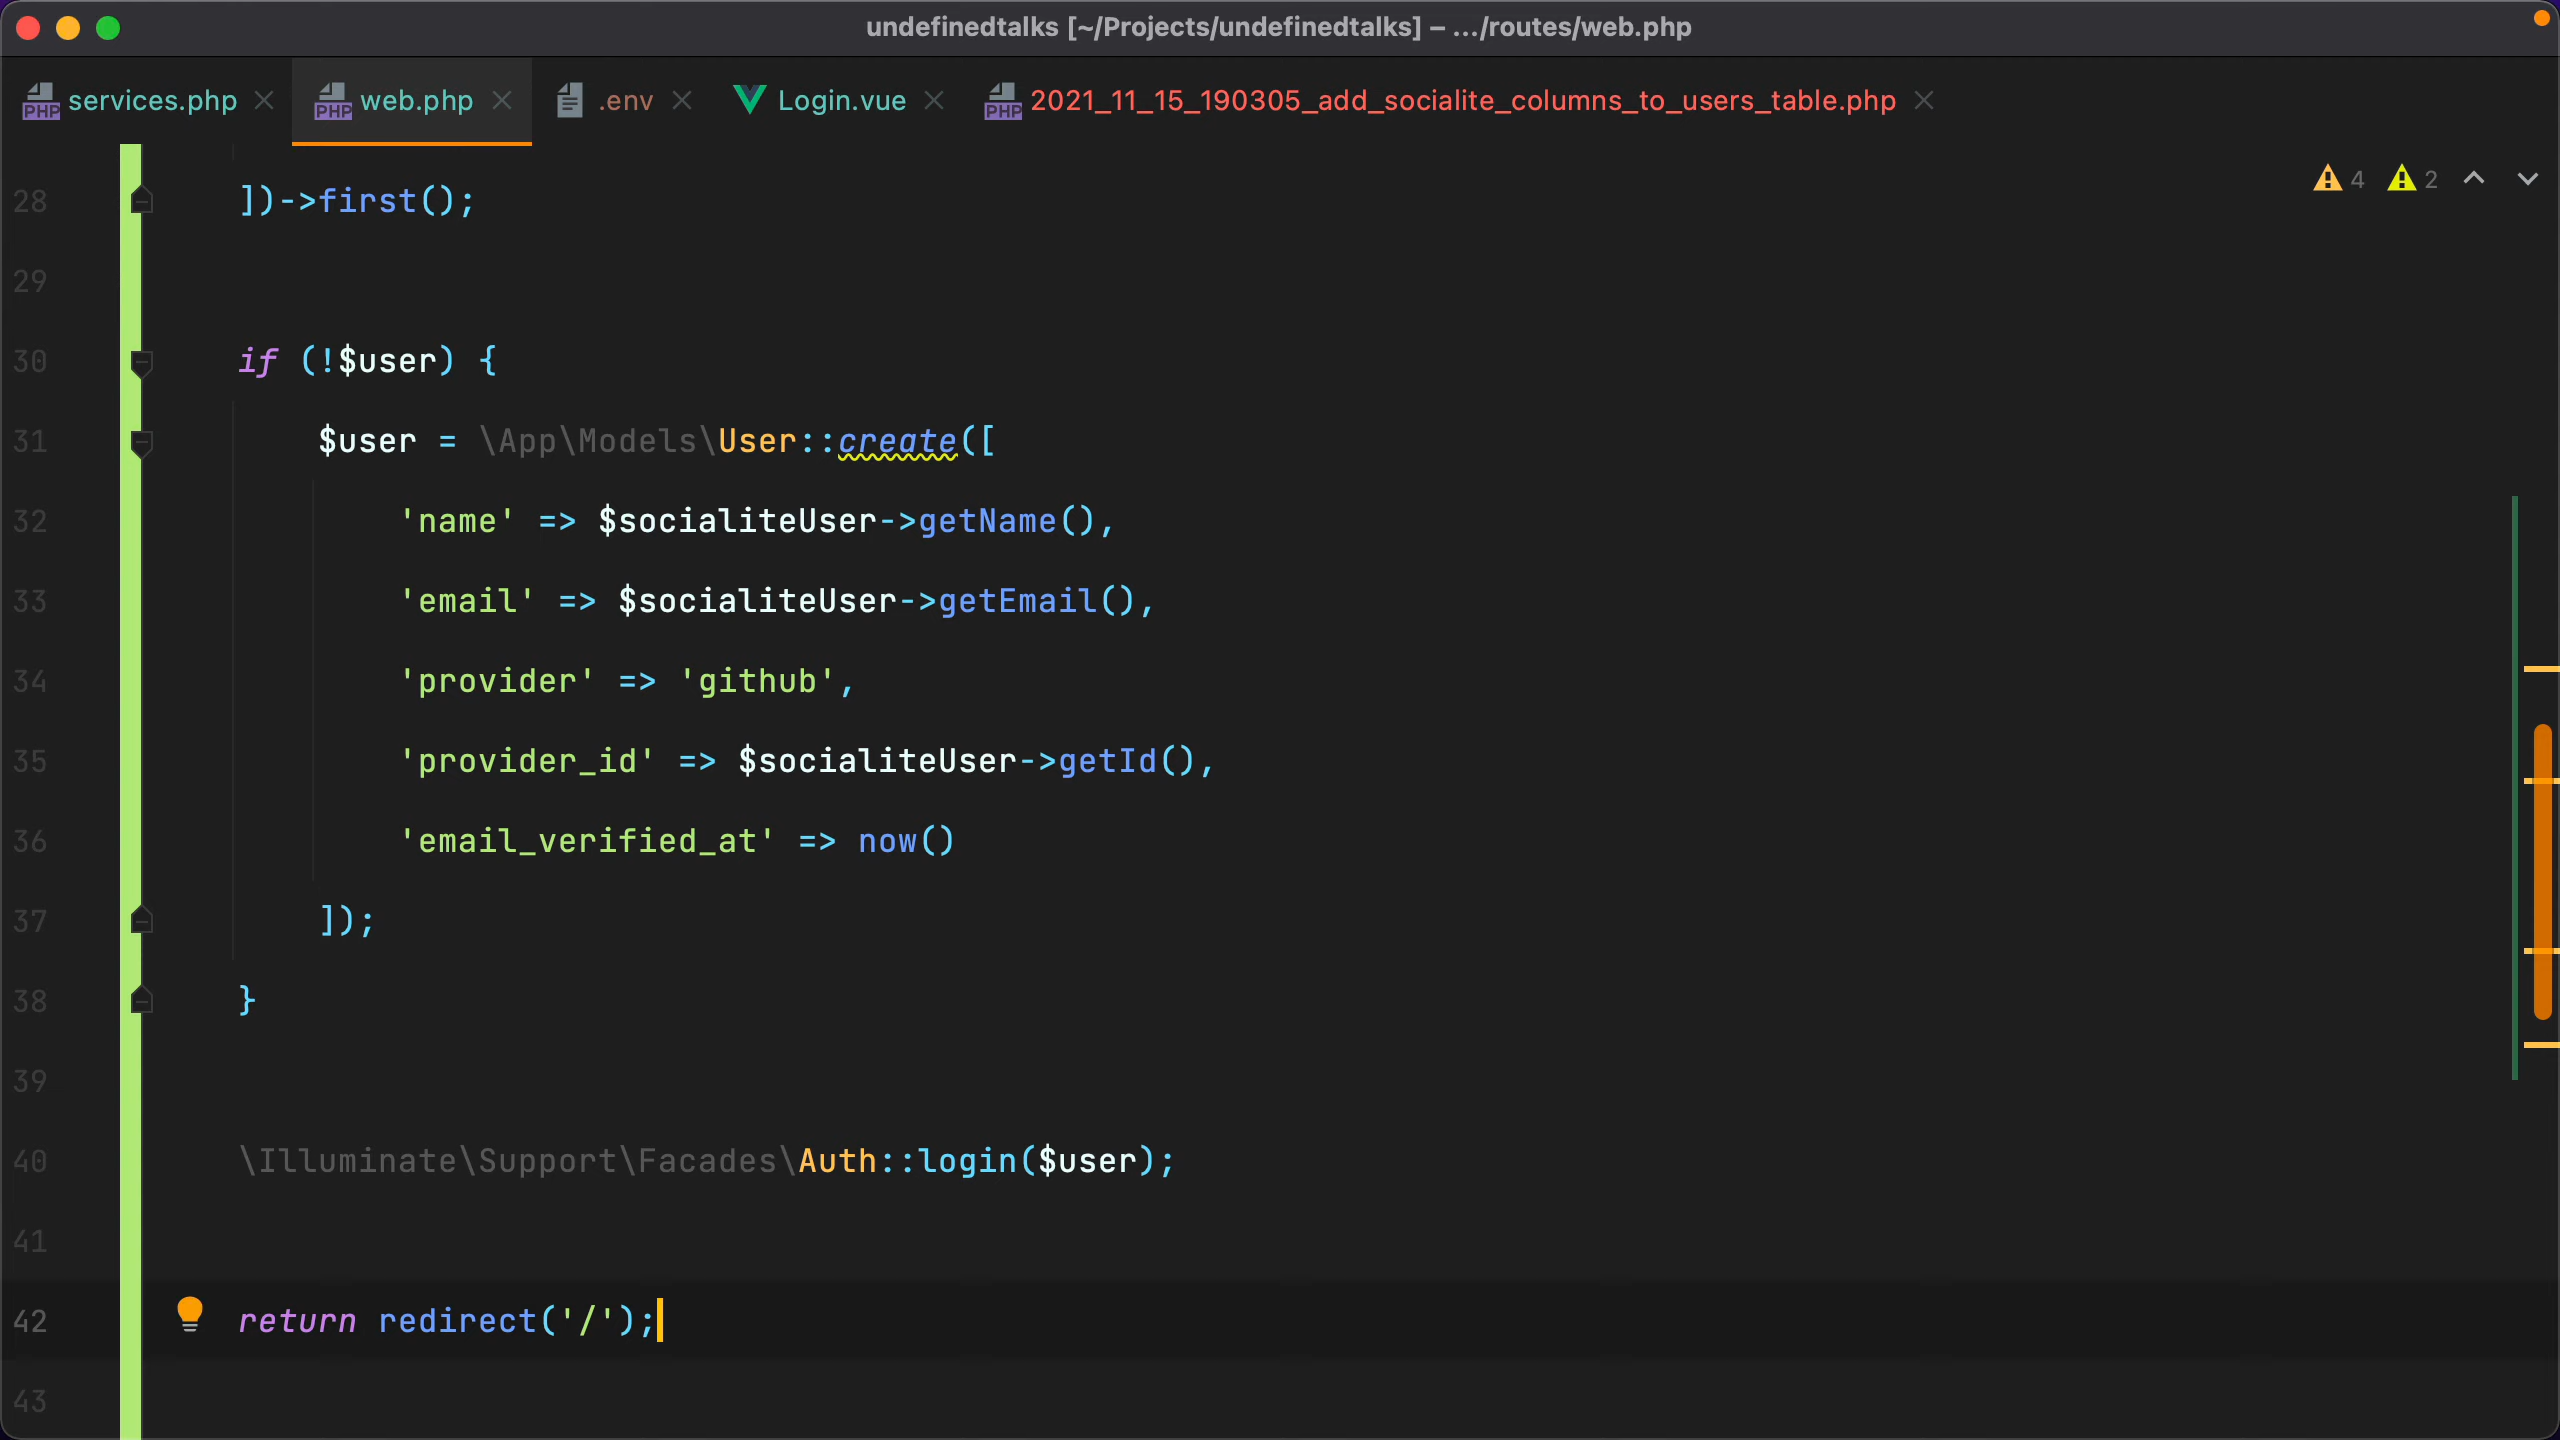 undefinedtalks [~/Projects/undefinedtalks] – .../routes/web.php
PHP services.php PHP web.php .env Login.vue PHP 2021_11_15_190305_add_socialite_columns_to_users_table.php
4 2
28 ])->first();
29
30 if (!$user) {
31 $user = \App\Models\User::create([
32 'name' => $socialiteUser->getName(),
33 'email' => $socialiteUser->getEmail(),
34 'provider' => 'github',
35 'provider_id' => $socialiteUser->getId(),
36 'email_verified_at' => now()
37 ]);
38 }
39
40 \Illuminate\Support\Facades\Auth::login($user);
41
42 return redirect('/');
43